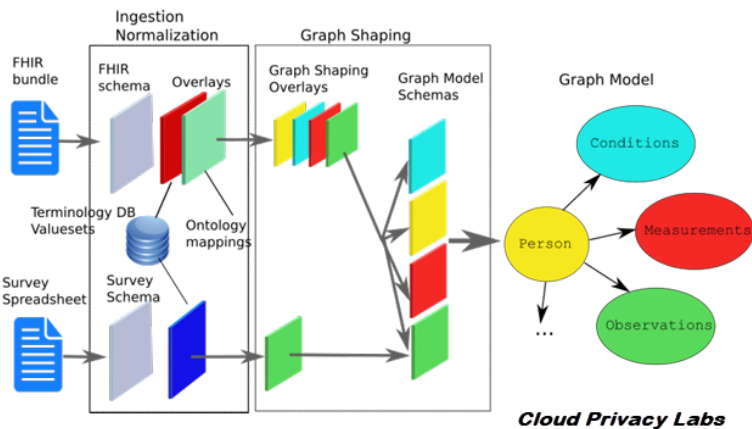 Ingestion
Normalization
Graph Shaping
FHIR
bundle
FHIR
schema
Overlays
Graph Shaping
Overlays
Graph Model
Schemas
Graph Model
Conditions
Terminology DB
Valuesets
Ontology
mappings
Person
Measurements
Survey
Spreadsheet
Survey
Schema
Observations
...
Cloud Privacy Labs